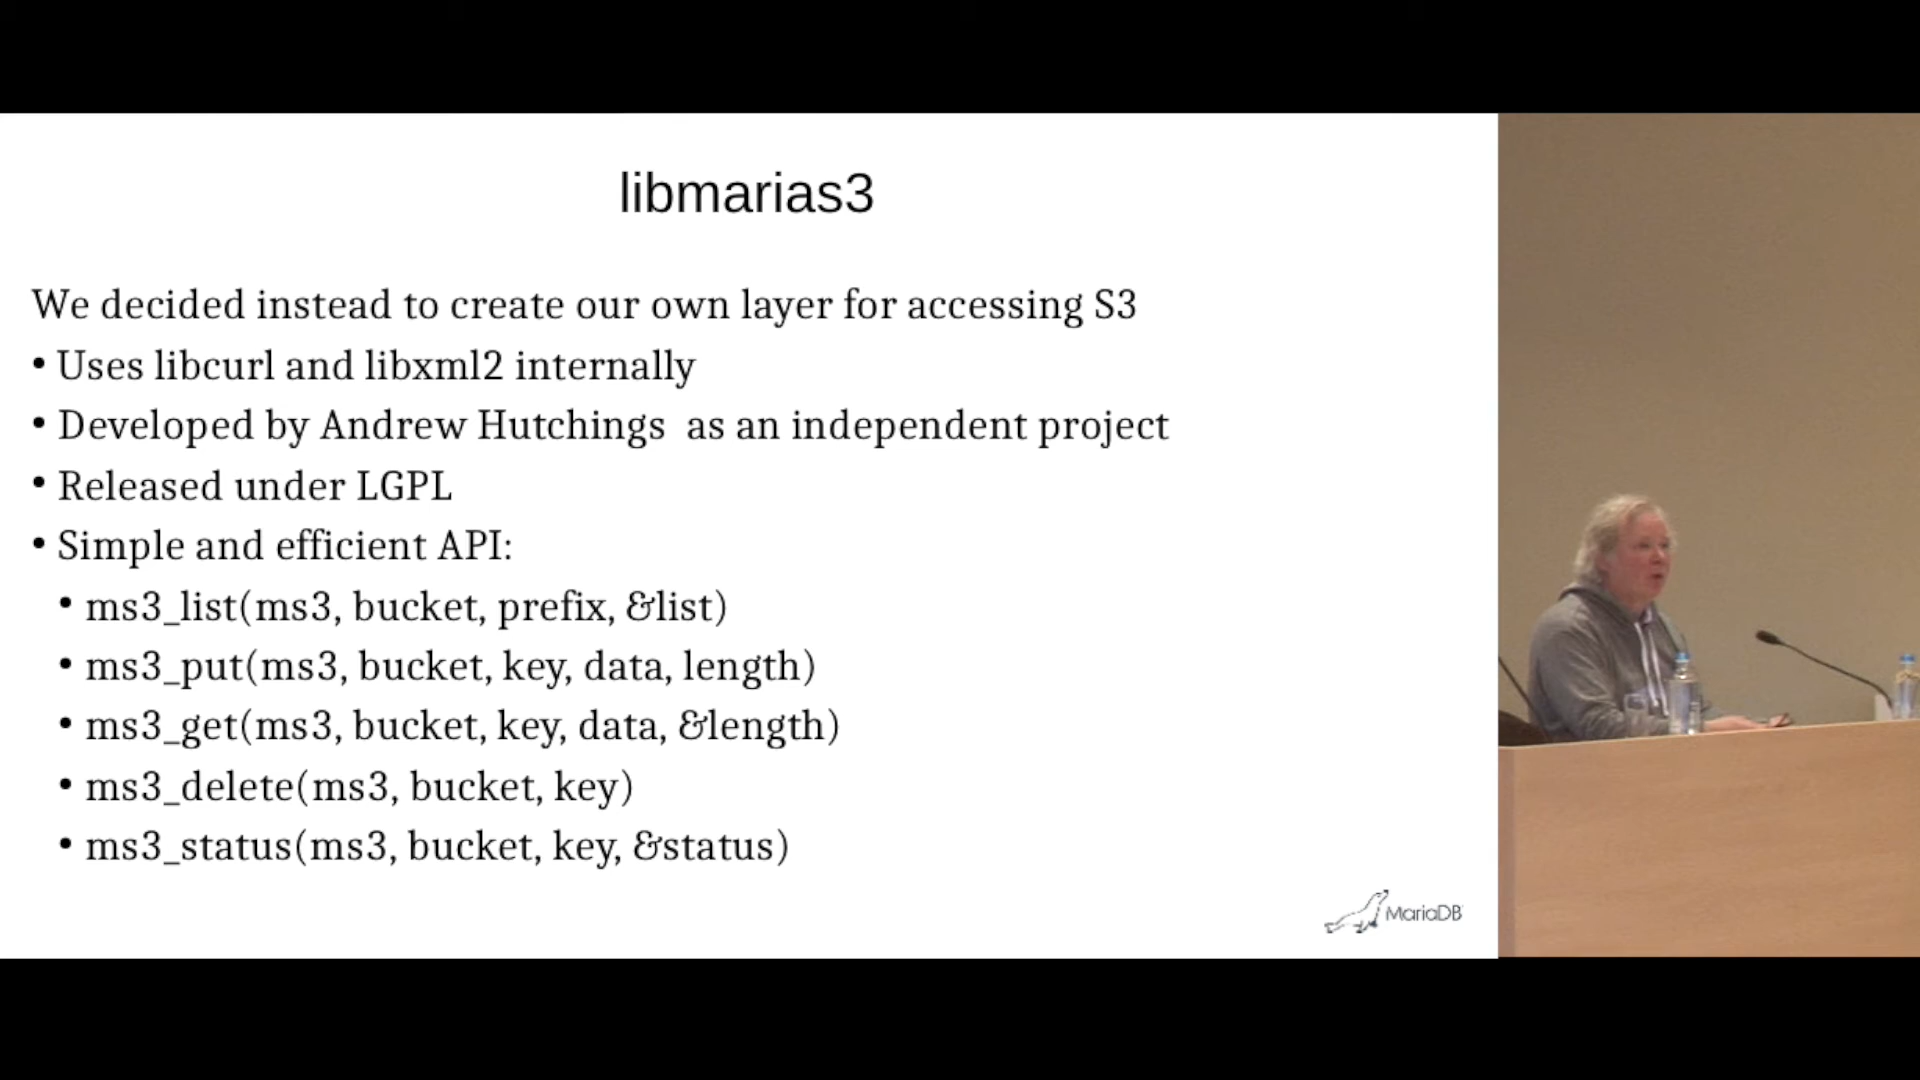 libmarias3
We decided instead to create our own layer for accessing S3
• Uses libcurl and libxml2 internally
• Developed by Andrew Hutchings  as an independent project
• Released under LGPL
• Simple and efficient API:
• ms3_list(ms3, bucket, prefix, &list)
• ms3_put(ms3, bucket, key, data, length)
• ms3_get(ms3, bucket, key, data, &length)
• ms3_delete(ms3, bucket, key)
• ms3_status(ms3, bucket, key, &status)
MariaDB